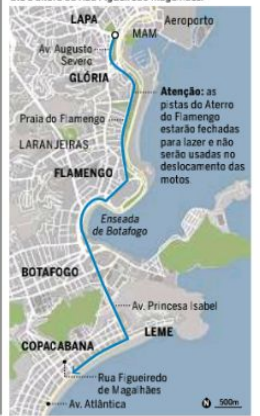 LAPA
Aeroporto
MAM
Av. Augusto
Severo
GLÓRIA
Atenção: as
pistas do Aterro
do Flamengo
estarão fechadas
para lazer e não
serão usadas no
deslocamento das
motos
Praia do Flamengo
LARANJEIRAS
FLAMENGO
Enseada
de Botafogo
BOTAFOGO
Av. Princesa Isabel
LEME
COPACABANA
Rua Figueiredo
de Magalhães
Av. Atlântica
N 500m